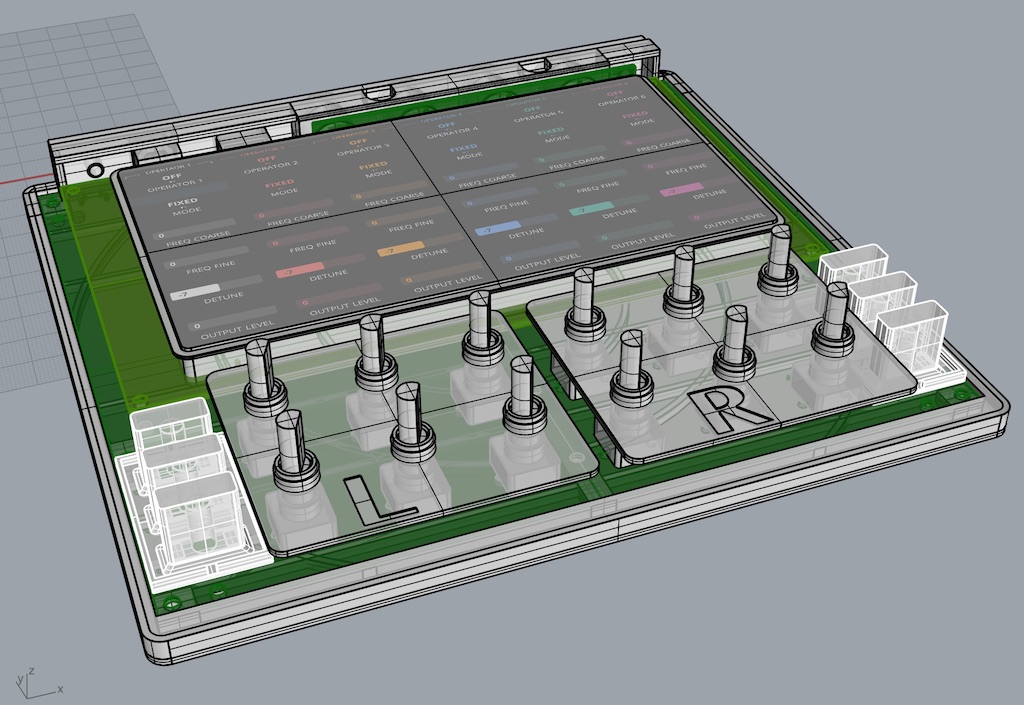 OFF OFF OFF OFF OFF OFF
OPERATOR 1 OPERATOR 2 OPERATOR 3 OPERATOR 4 OPERATOR 5 OPERATOR 6
FIXED FIXED FIXED FIXED FIXED FIXED
MODE MODE MODE MODE MODE MODE
0 0 0 0 0 0
FREQ COARSE FREQ COARSE FREQ COARSE FREQ COARSE FREQ COARSE FREQ COARSE
0 0 0 0 0 0
FREQ FINE FREQ FINE FREQ FINE FREQ FINE FREQ FINE FREQ FINE
-7 -7 -7 -7 -7 -7
DETUNE DETUNE DETUNE DETUNE DETUNE DETUNE
0 0 0 0 0 0
OUTPUT LEVEL OUTPUT LEVEL OUTPUT LEVEL OUTPUT LEVEL OUTPUT LEVEL OUTPUT LEVEL
L R
z
y
x